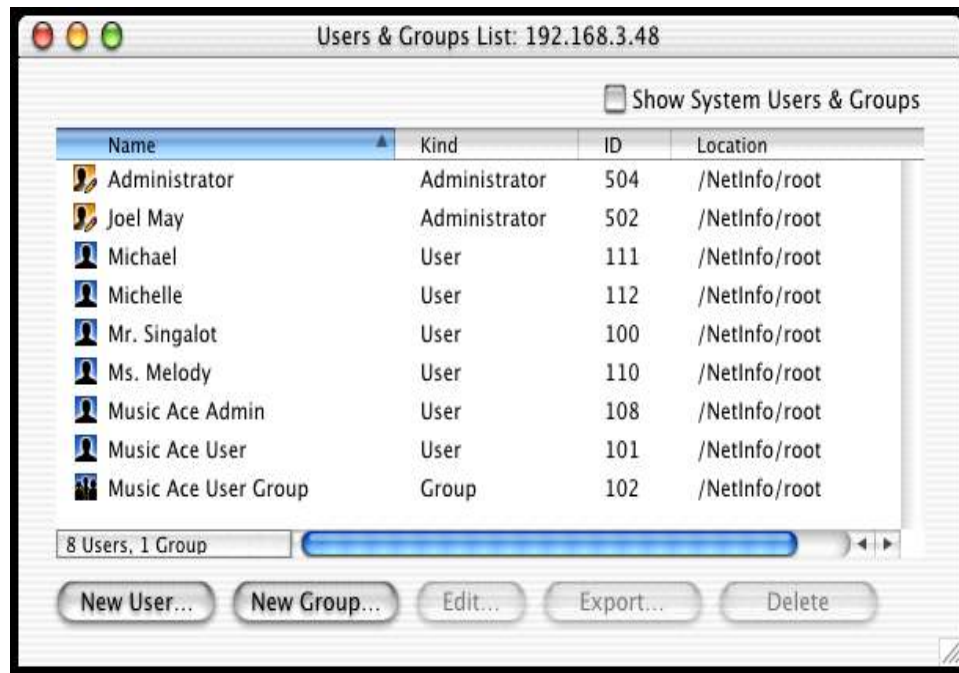 Users & Groups List: 192.168.3.48
Show System Users & Groups
Name Kind ID Location
Administrator Administrator 504 /NetInfo/root
Joel May Administrator 502 /NetInfo/root
Michael User 111 /NetInfo/root
Michelle User 112 /NetInfo/root
Mr. Singalot User 100 /NetInfo/root
Ms. Melody User 110 /NetInfo/root
Music Ace Admin User 108 /NetInfo/root
Music Ace User User 101 /NetInfo/root
Music Ace User Group Group 102 /NetInfo/root
8 Users, 1 Group
New User... New Group... Edit... Export... Delete